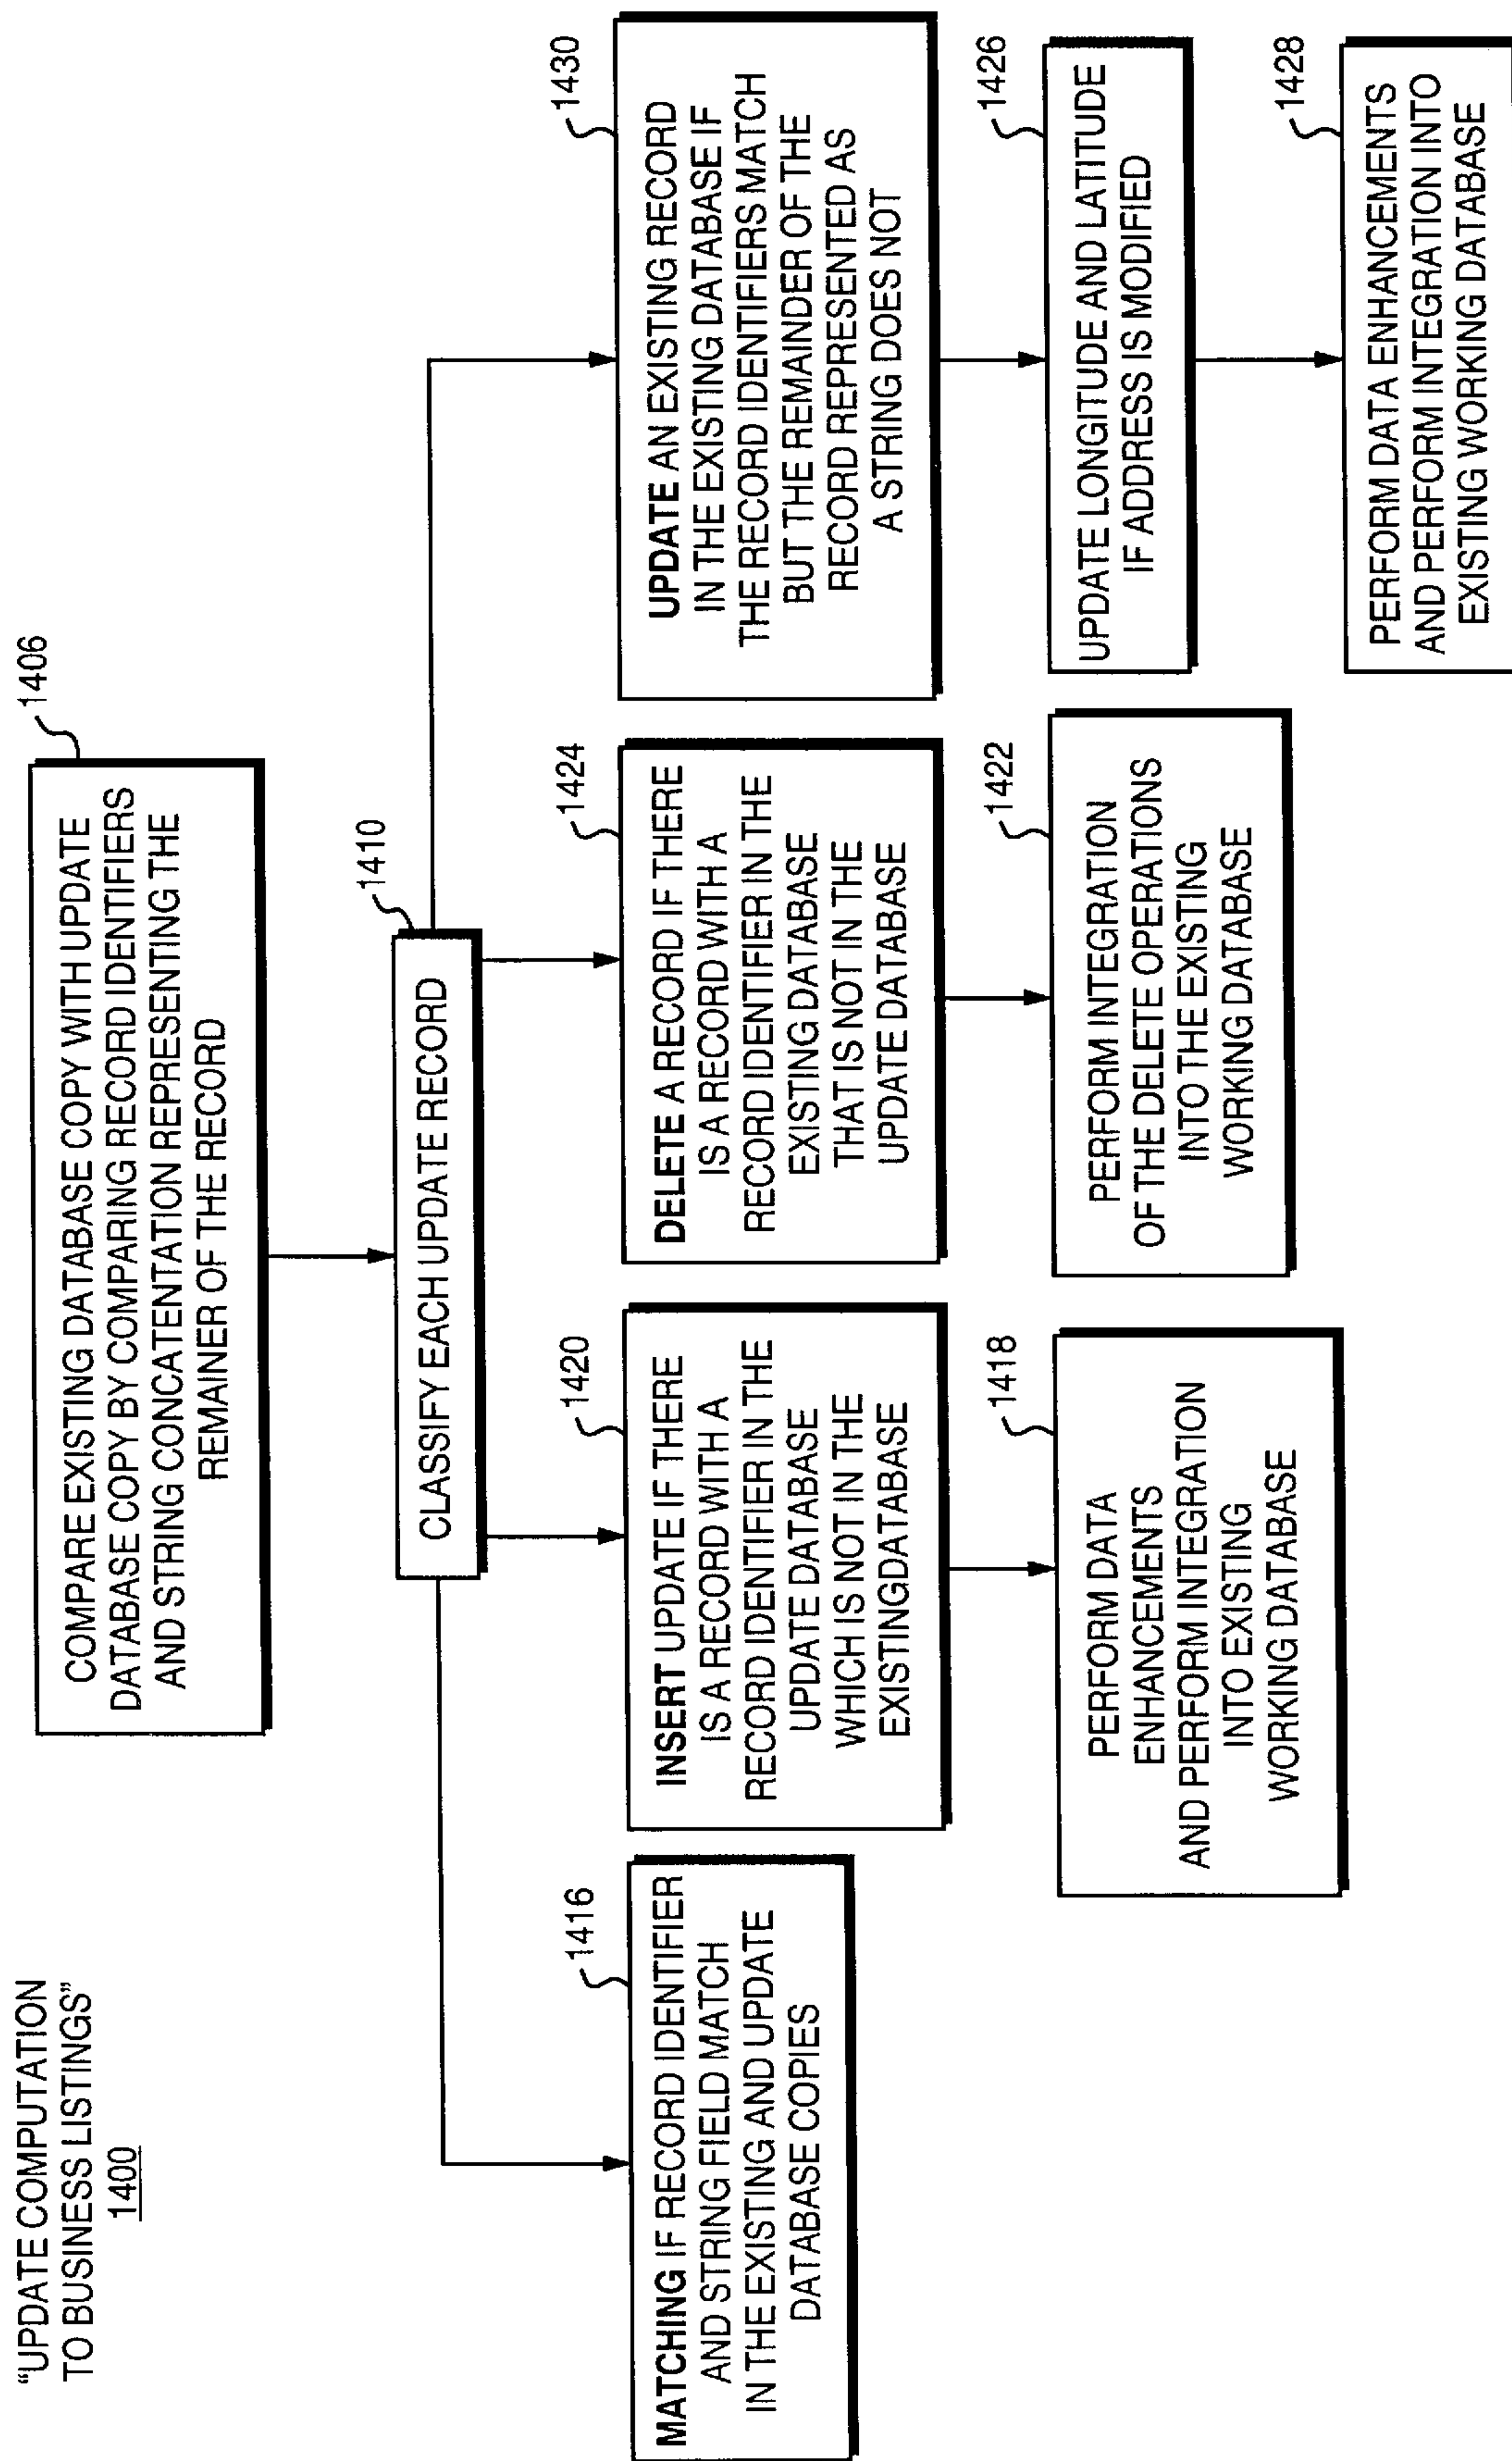 "UPDATE COMPUTATION
TO BUSINESS LISTINGS"
1400
COMPARE EXISTING DATABASE COPY WITH UPDATE
DATABASE COPY BY COMPARING RECORD IDENTIFIERS
AND STRING CONCATENTATION REPRESENTING THE
REMAINER OF THE RECORD
1406
CLASSIFY EACH UPDATE RECORD
1410
MATCHING IF RECORD IDENTIFIER
AND STRING FIELD MATCH
IN THE EXISTING AND UPDATE
DATABASE COPIES
1416
INSERT UPDATE IF THERE
IS A RECORD WITH A
RECORD IDENTIFIER IN THE
UPDATE DATABASE
WHICH IS NOT IN THE
EXISTINGDATABASE
1420
DELETE A RECORD IF THERE
IS A RECORD WITH A
RECORD IDENTIFIER IN THE
EXISTING DATABASE
THAT IS NOT IN THE
UPDATE DATABASE
1424
UPDATE AN EXISTING RECORD
IN THE EXISTING DATABASE IF
THE RECORD IDENTIFIERS MATCH
BUT THE REMAINDER OF THE
RECORD REPRESENTED AS
A STRING DOES NOT
1430
PERFORM DATA
ENHANCEMENTS
AND PERFORM INTEGRATION
INTO EXISTING
WORKING DATABASE
1418
PERFORM INTEGRATION
OF THE DELETE OPERATIONS
INTO THE EXISTING
WORKING DATABASE
1422
UPDATE LONGITUDE AND LATITUDE
IF ADDRESS IS MODIFIED
1426
PERFORM DATA ENHANCEMENTS
AND PERFORM INTEGRATION INTO
EXISTING WORKING DATABASE
1428